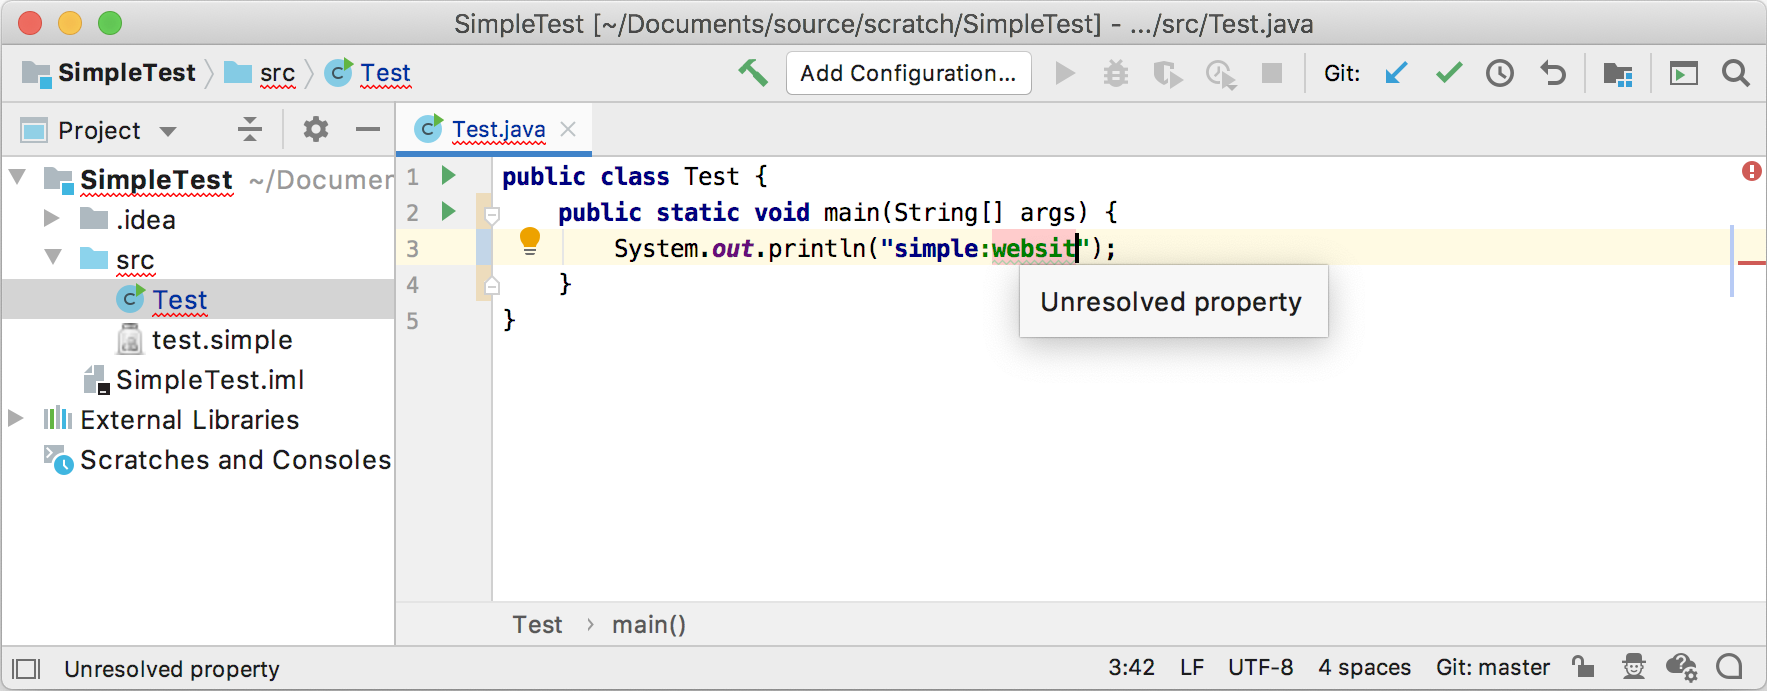 SimpleTest [~/Documents/source/scratch/SimpleTest] - .../src/Test.java
SimpleTest src Test Add Configuration... Git:
Project
Test.java
SimpleTest ~/Documen
.idea
src
Test
test.simple
SimpleTest.iml
External Libraries
Scratches and Consoles
1 public class Test {
2 public static void main(String[] args) {
3 System.out.println("simple:websit");
4 }
5 }
Unresolved property
Test › main()
Unresolved property 3:42 LF UTF-8 4 spaces Git: master